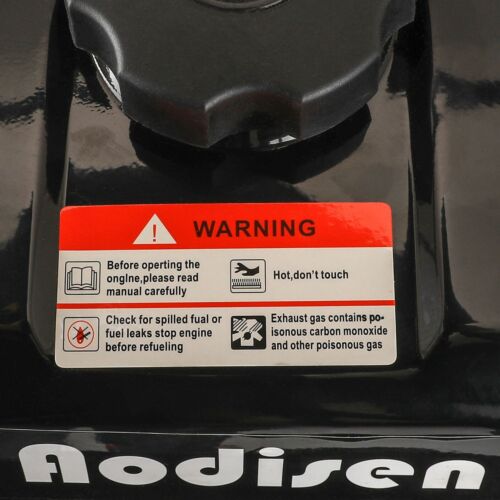 WARNING
Before operting the
ongine,please read
manual carefully
Hot,don't touch
Check for spilled fual or
fuel leaks stop engine
before refueling
Exhaust gas contains po-
isonous carbon monoxide
and other poisonous gas
Aodisen